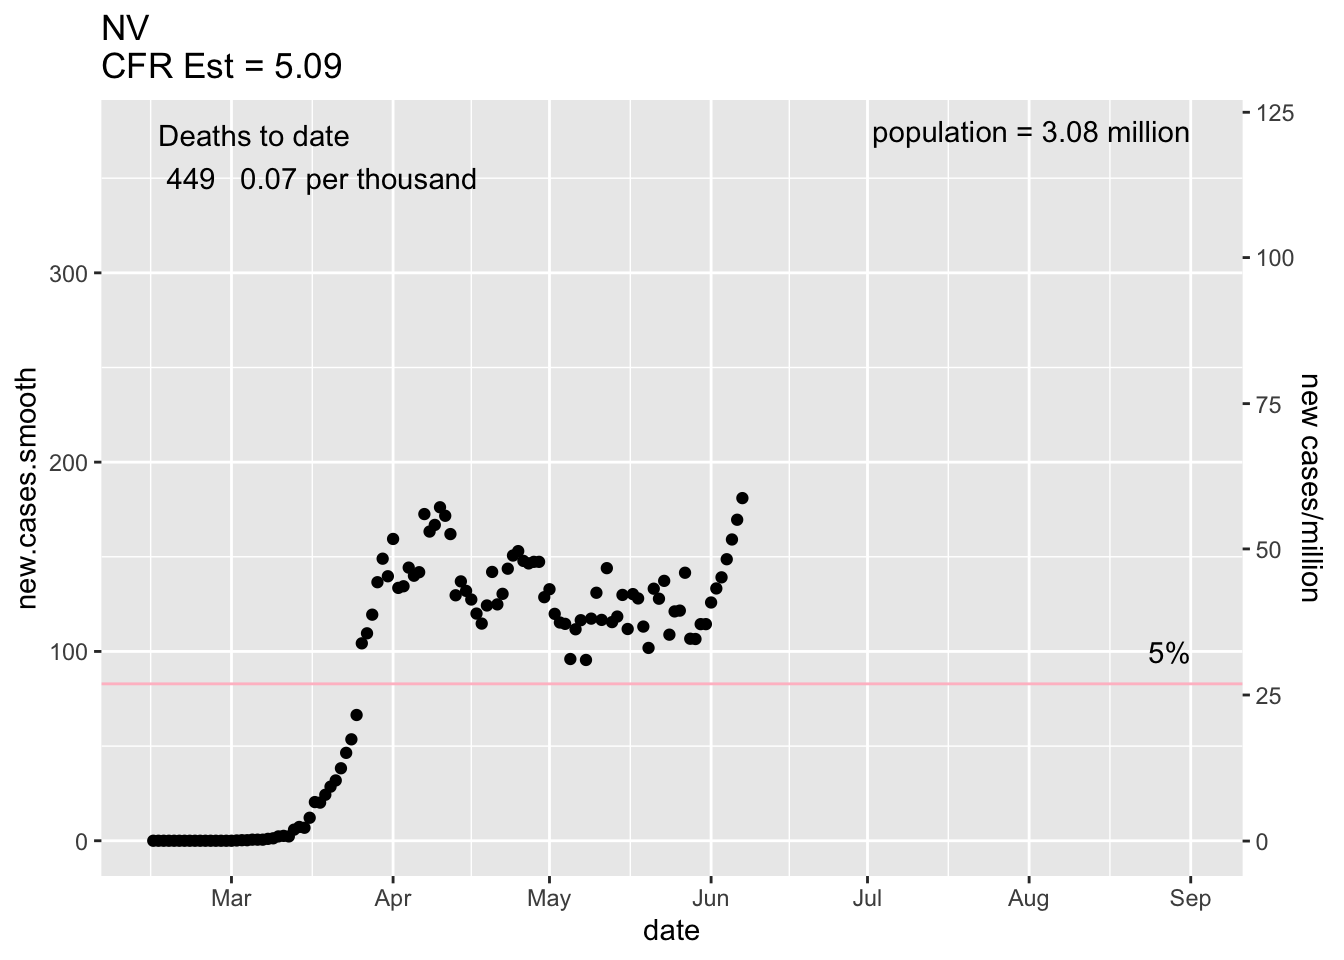 NV
CFR Est = 5.09
Deaths to date
449   0.07 per thousand
population = 3.08 million
new.cases.smooth
300
200
100
0
125
100
75
50
25
0
new cases/million
5%
Mar
Apr
May
Jun
Jul
Aug
Sep
date